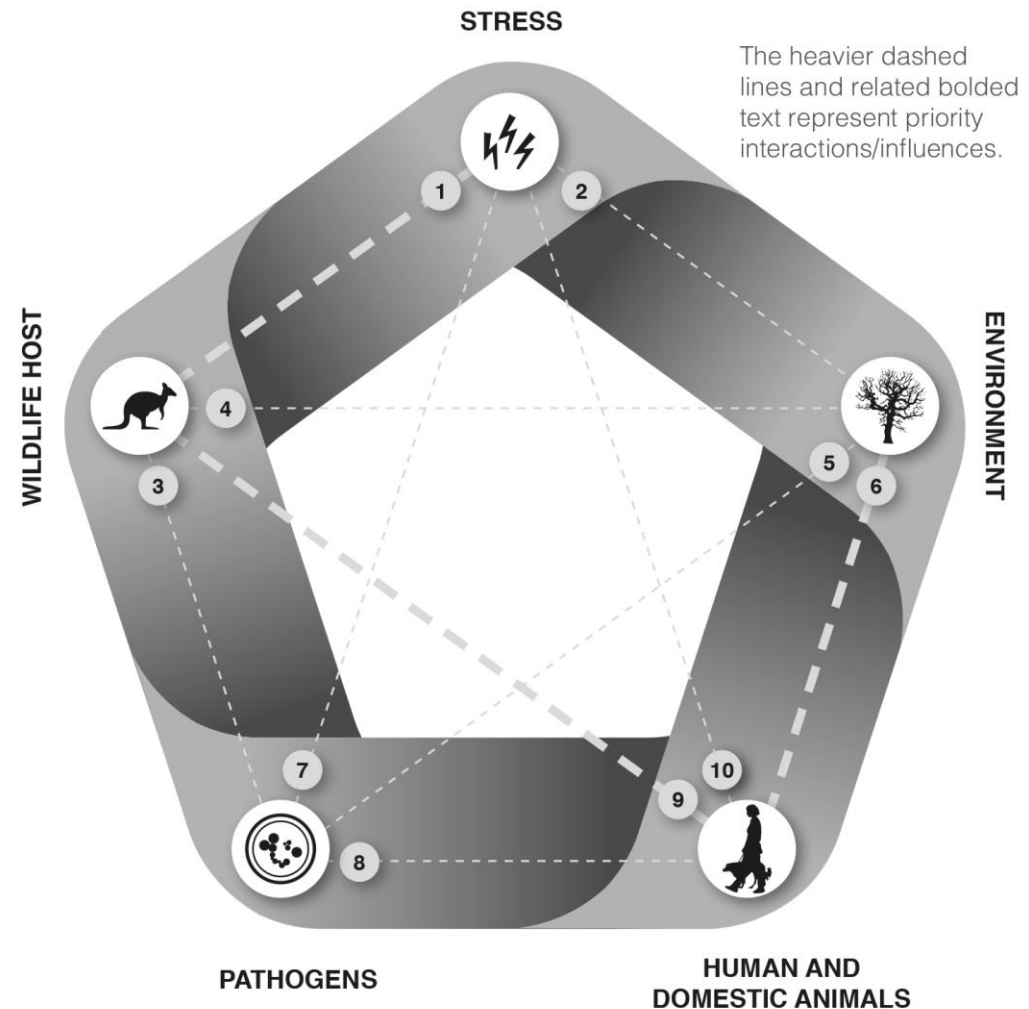 STRESS
The heavier dashed
lines and related bolded
text represent priority
interactions/influences.
1
2
WILDLIFE HOST
ENVIRONMENT
4
3
5
6
7
10
9
8
PATHOGENS
HUMAN AND
DOMESTIC ANIMALS